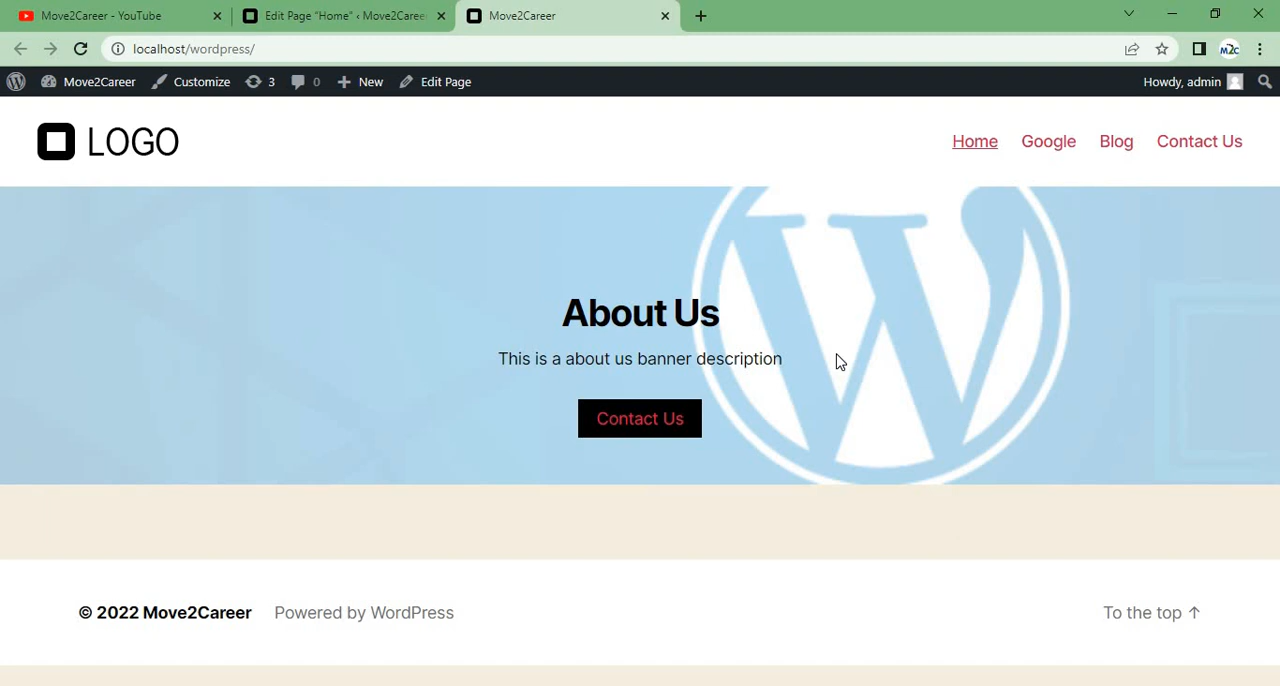 Move2Career - YouTube
Edit Page "Home" ‹ Move2Career
Move2Career
localhost/wordpress/
M2C
Move2Career Customize 3 0 New Edit Page
Howdy, admin
LOGO
Home Google Blog Contact Us
About Us
This is a about us banner description
Contact Us
© 2022 Move2Career Powered by WordPress
To the top ↑